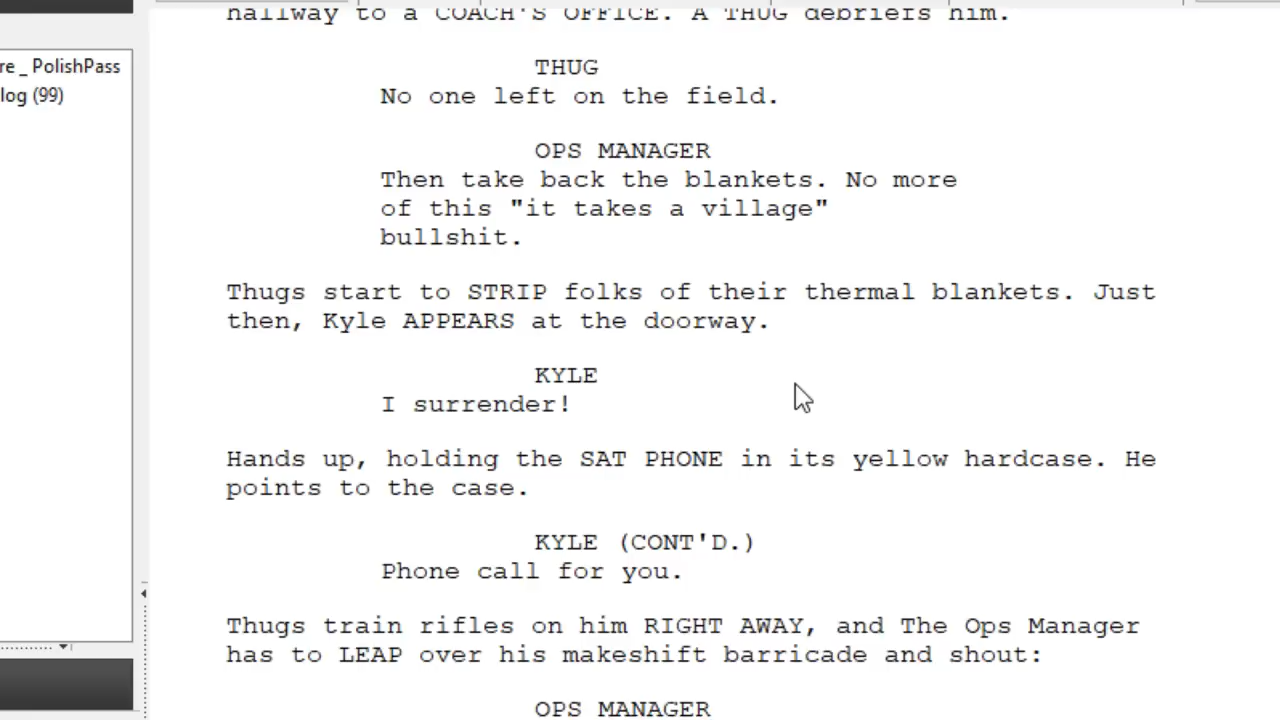 re _ PolishPass
log (99)
hallway to a COACH'S OFFICE. A THUG debriefs him.
THUG
No one left on the field.
OPS MANAGER
Then take back the blankets. No more
of this "it takes a village"
bullshit.
Thugs start to STRIP folks of their thermal blankets. Just
then, Kyle APPEARS at the doorway.
KYLE
I surrender!
Hands up, holding the SAT PHONE in its yellow hardcase. He
points to the case.
KYLE (CONT'D.)
Phone call for you.
Thugs train rifles on him RIGHT AWAY, and The Ops Manager
has to LEAP over his makeshift barricade and shout:
OPS MANAGER